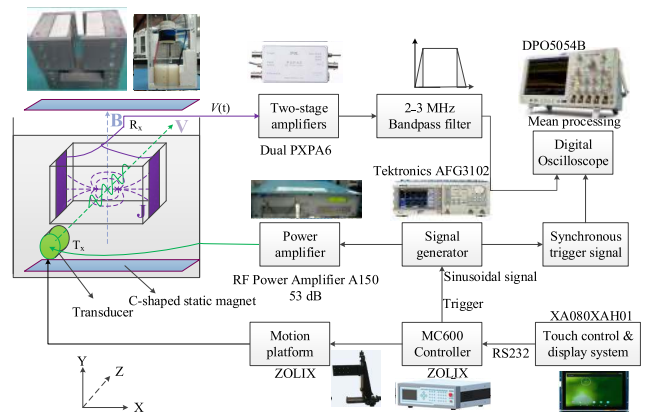 DPO5054B
B
V
V(t)
Rx
Two-stage
amplifiers
2–3 MHz
Bandpass filter
Mean processing
Digital
Oscilloscope
Dual PXPA6
Tektronics AFG3102
J
Tx
Power
amplifier
Signal
generator
Synchronous
trigger signal
RF Power Amplifier A150
53 dB
Sinusoidal signal
C-shaped static magnet
Transducer
Trigger
XA080XAH01
Motion
platform
MC600
Controller
RS232
Touch control &
display system
ZOLIX
ZOLIX
Y
Z
X